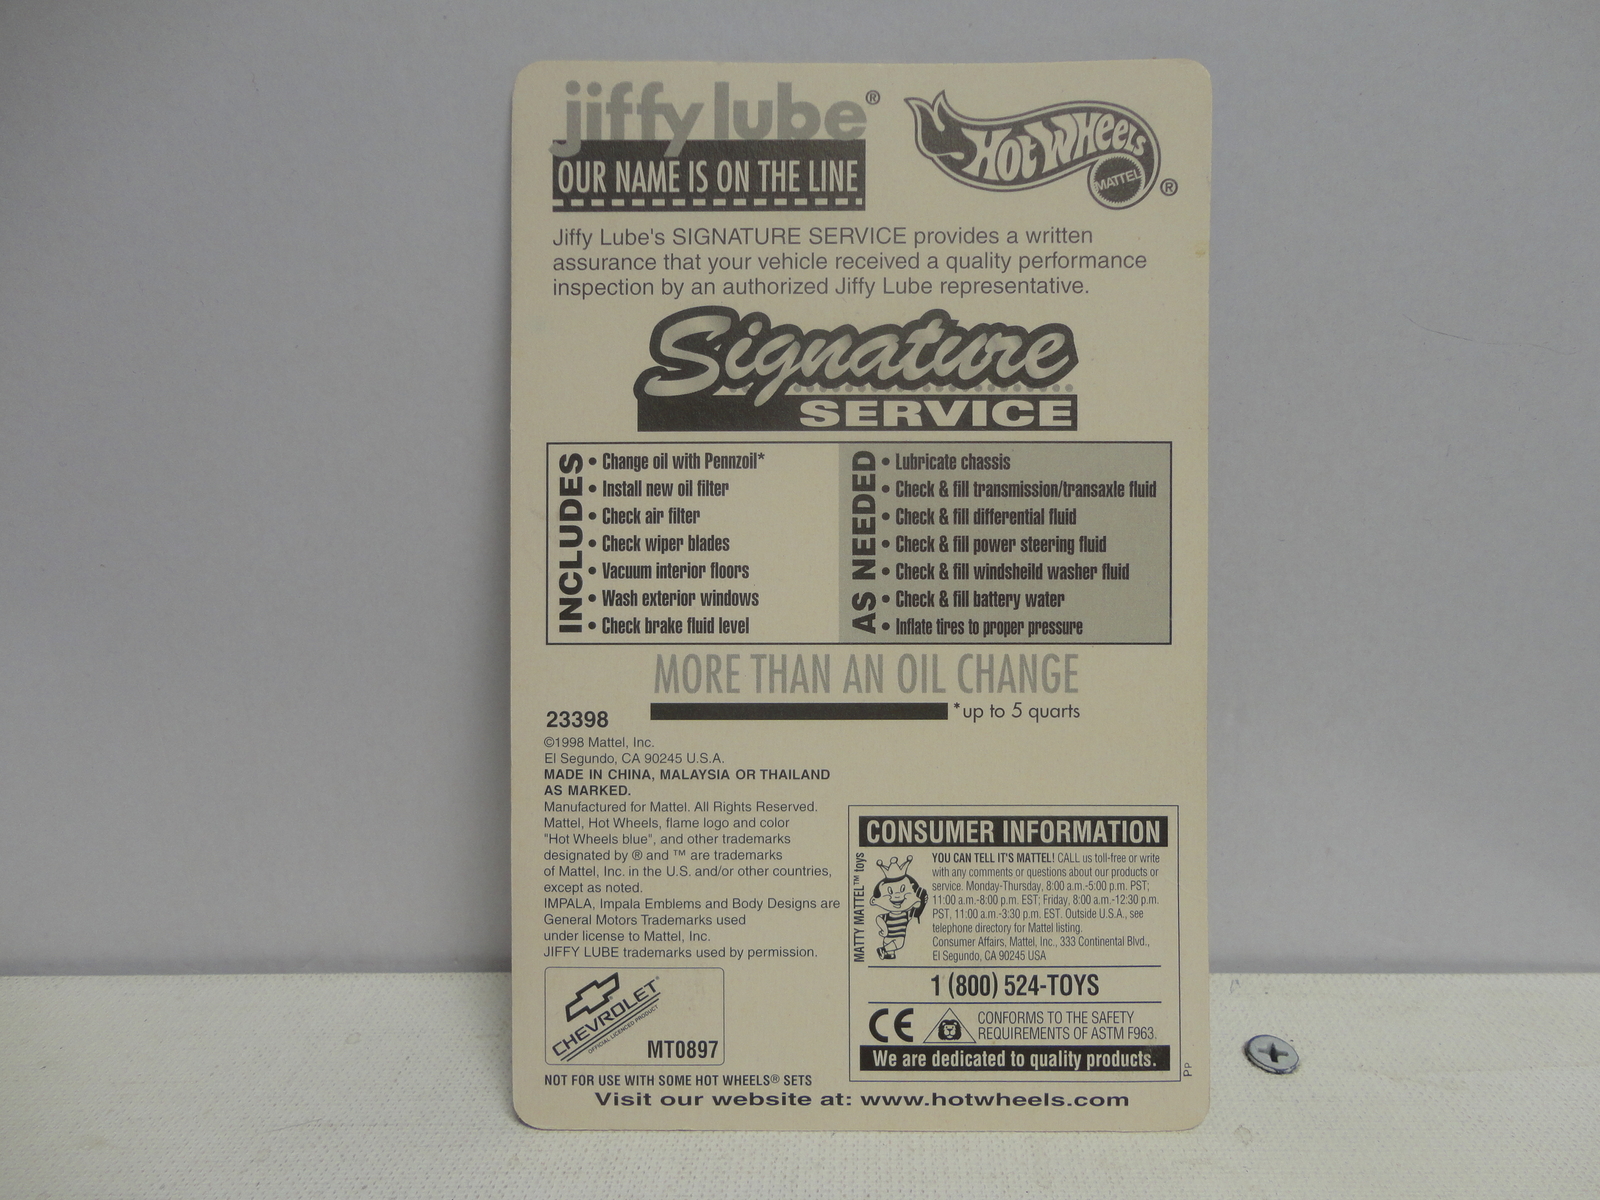 jiffy lube®
OUR NAME IS ON THE LINE
HOT WHEELS
MATTEL
®
Jiffy Lube's SIGNATURE SERVICE provides a written
assurance that your vehicle received a quality performance
inspection by an authorized Jiffy Lube representative.
Signature
SERVICE
INCLUDES
• Change oil with Pennzoil*
• Install new oil filter
• Check air filter
• Check wiper blades
• Vacuum interior floors
• Wash exterior windows
• Check brake fluid level
AS NEEDED
• Lubricate chassis
• Check & fill transmission/transaxle fluid
• Check & fill differential fluid
• Check & fill power steering fluid
• Check & fill windsheild washer fluid
• Check & fill battery water
• Inflate tires to proper pressure
MORE THAN AN OIL CHANGE
*up to 5 quarts
23398
©1998 Mattel, Inc.
El Segundo, CA 90245 U.S.A.
MADE IN CHINA, MALAYSIA OR THAILAND
AS MARKED.
Manufactured for Mattel. All Rights Reserved.
Mattel, Hot Wheels, flame logo and color
"Hot Wheels blue", and other trademarks
designated by ® and ™ are trademarks
of Mattel, Inc. in the U.S. and/or other countries,
except as noted.
IMPALA, Impala Emblems and Body Designs are
General Motors Trademarks used
under license to Mattel, Inc.
JIFFY LUBE trademarks used by permission.
CHEVROLET®
OFFICIAL LICENSED PRODUCT
MT0897
NOT FOR USE WITH SOME HOT WHEELS® SETS
CONSUMER INFORMATION
MATTY MATTEL™ toys
YOU CAN TELL IT'S MATTEL! CALL us toll-free or write
with any comments or questions about our products or
service. Monday-Thursday, 8:00 a.m.-5:00 p.m. PST;
11:00 a.m.-8:00 p.m. EST; Friday, 8:00 a.m.-12:30 p.m.
PST, 11:00 a.m.-3:30 p.m. EST. Outside U.S.A., see
telephone directory for Mattel listing.
Consumer Affairs, Mattel, Inc., 333 Continental Blvd.,
El Segundo, CA 90245 USA
1 (800) 524-TOYS
CE
CONFORMS TO THE SAFETY
REQUIREMENTS OF ASTM F963.
We are dedicated to quality products.
PP
Visit our website at: www.hotwheels.com